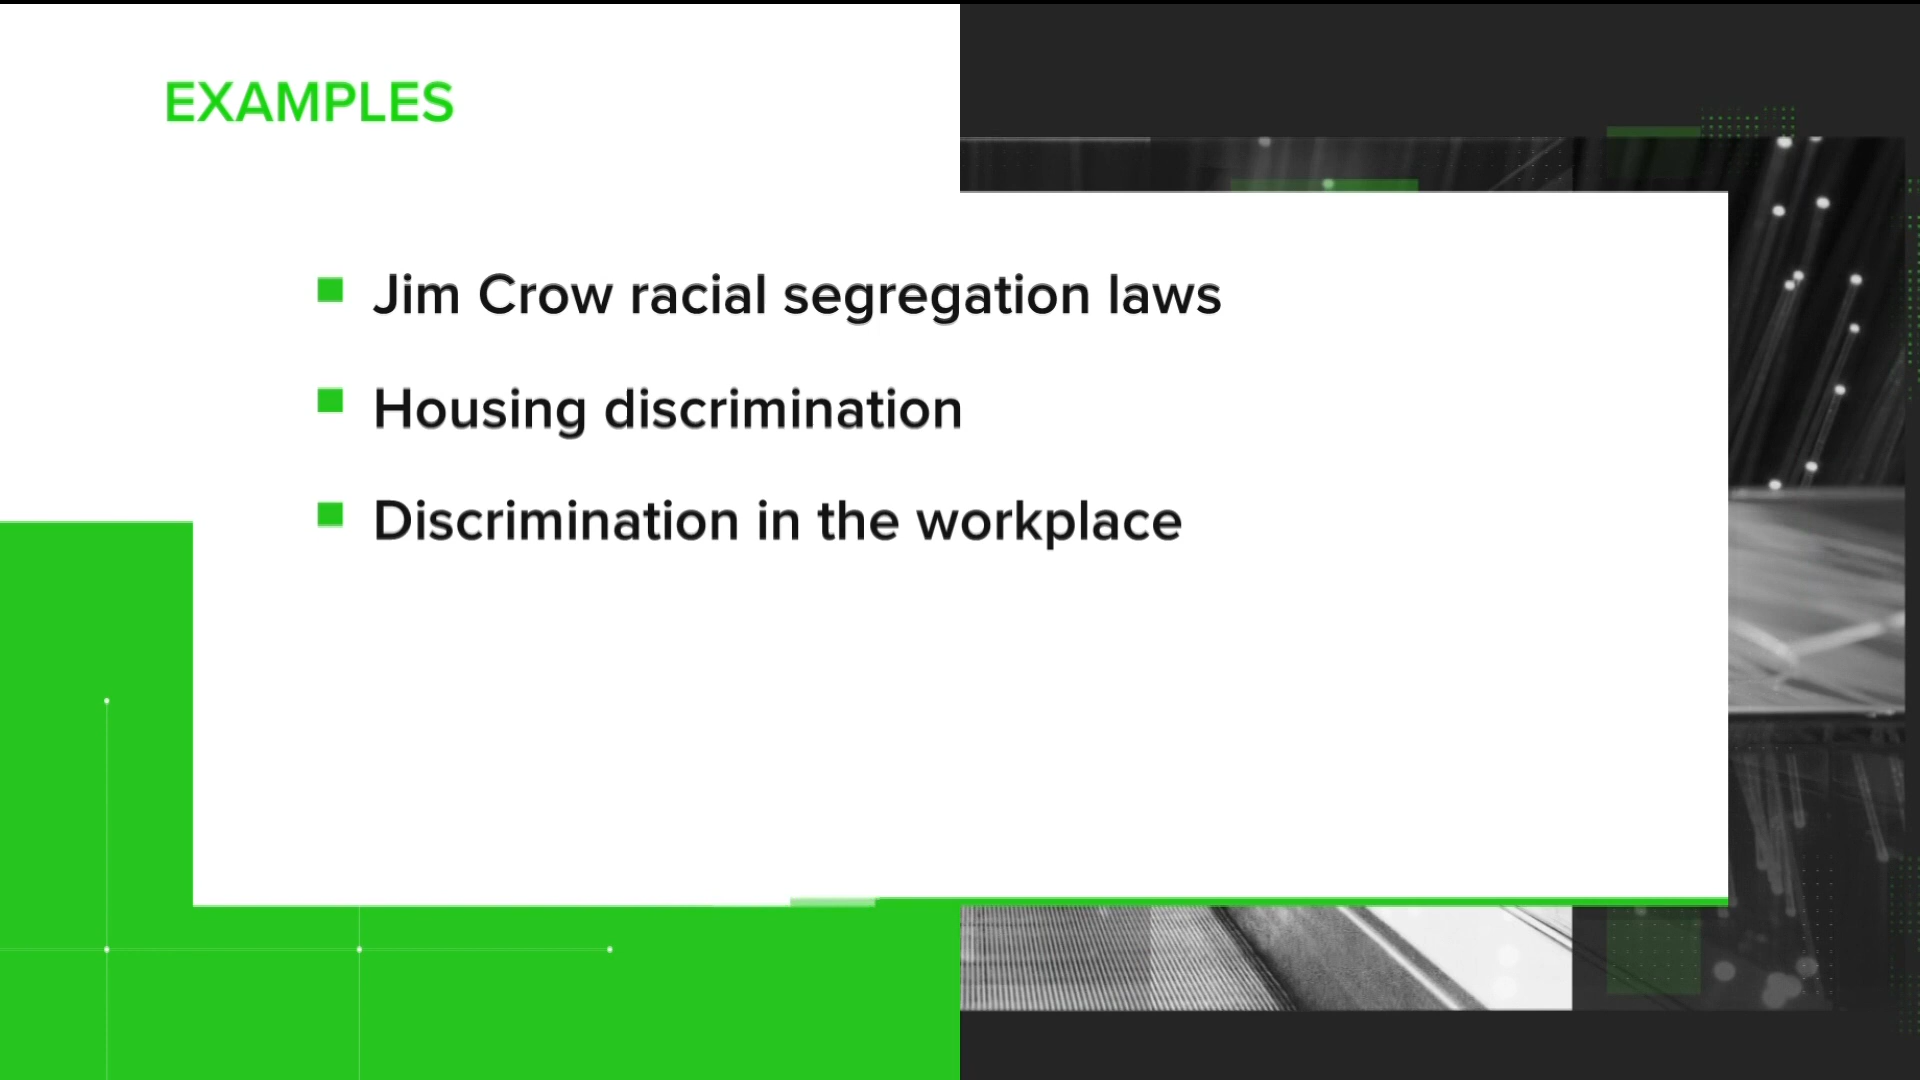 EXAMPLES
Jim Crow racial segregation laws
Housing discrimination
Discrimination in the workplace